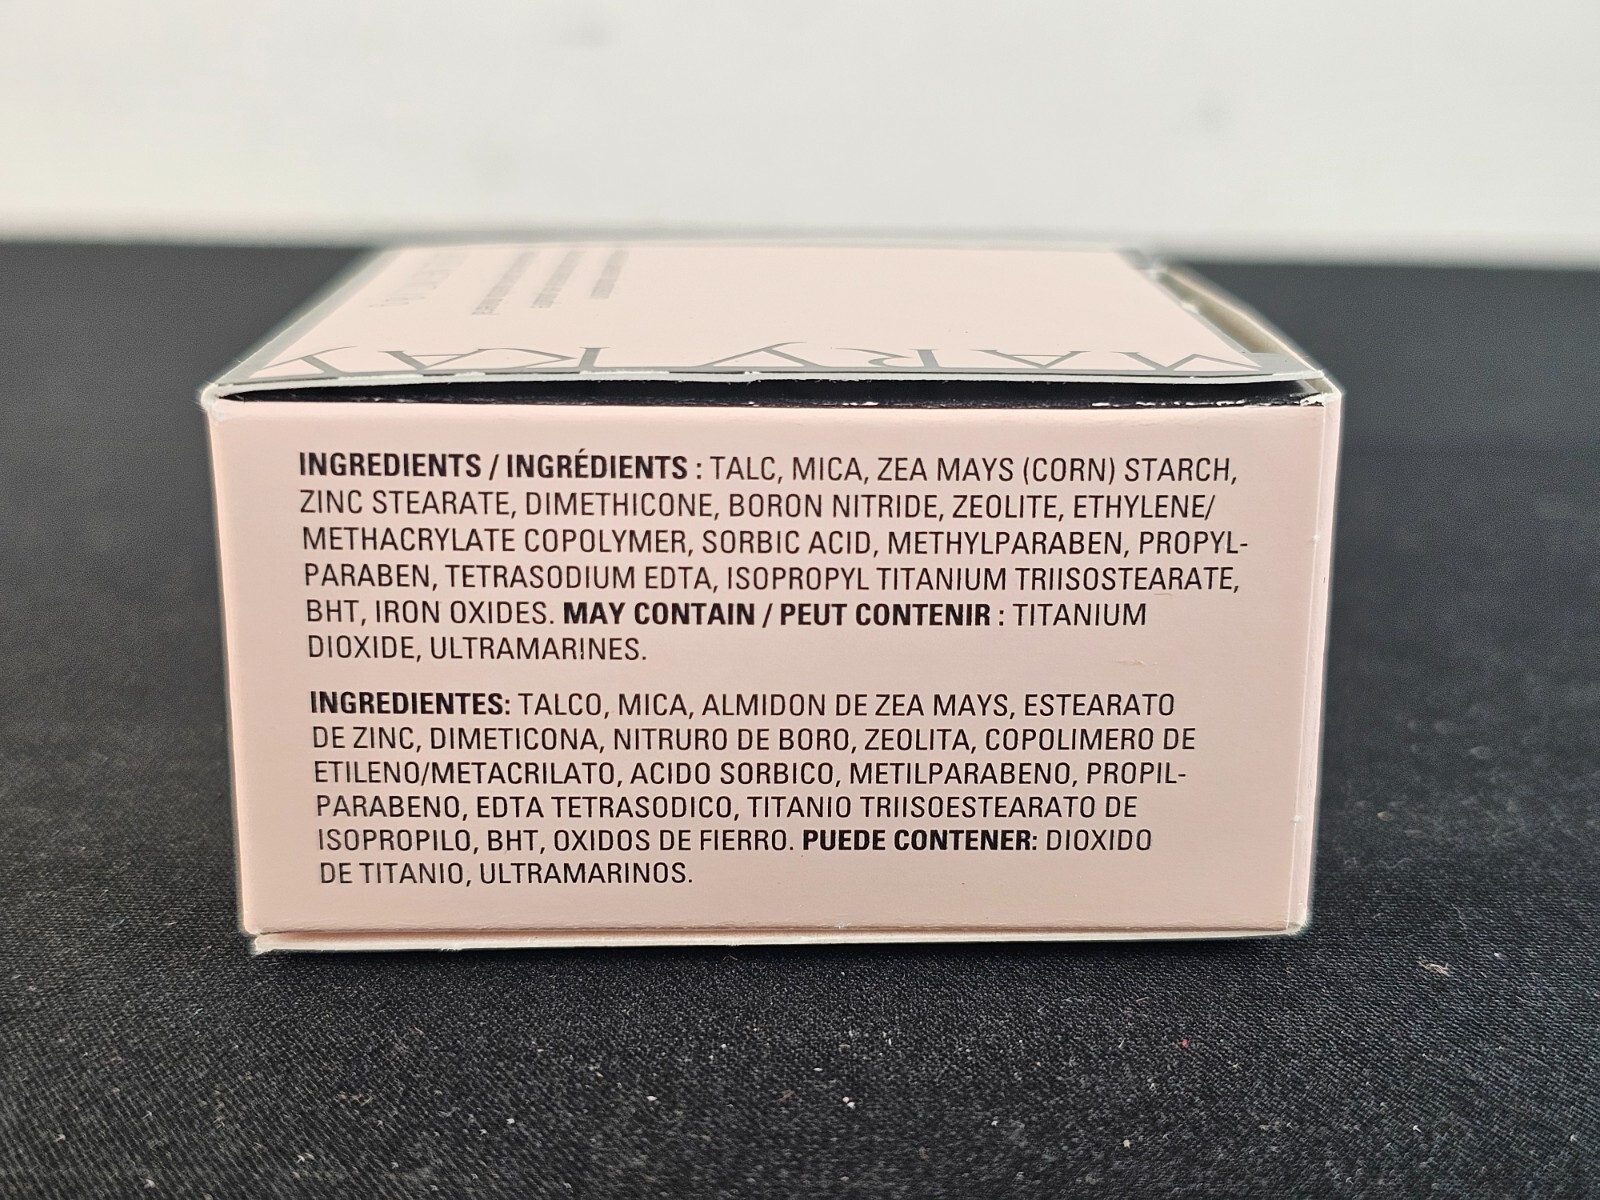 MARY KAY
INGREDIENTS / INGRÉDIENTS : TALC, MICA, ZEA MAYS (CORN) STARCH,
ZINC STEARATE, DIMETHICONE, BORON NITRIDE, ZEOLITE, ETHYLENE/
METHACRYLATE COPOLYMER, SORBIC ACID, METHYLPARABEN, PROPYL-
PARABEN, TETRASODIUM EDTA, ISOPROPYL TITANIUM TRIISOSTEARATE,
BHT, IRON OXIDES. MAY CONTAIN / PEUT CONTENIR : TITANIUM
DIOXIDE, ULTRAMARINES.
INGREDIENTES: TALCO, MICA, ALMIDON DE ZEA MAYS, ESTEARATO
DE ZINC, DIMETICONA, NITRURO DE BORO, ZEOLITA, COPOLIMERO DE
ETILENO/METACRILATO, ACIDO SORBICO, METILPARABENO, PROPIL-
PARABENO, EDTA TETRASODICO, TITANIO TRIISOESTEARATO DE
ISOPROPILO, BHT, OXIDOS DE FIERRO. PUEDE CONTENER: DIOXIDO
DE TITANIO, ULTRAMARINOS.